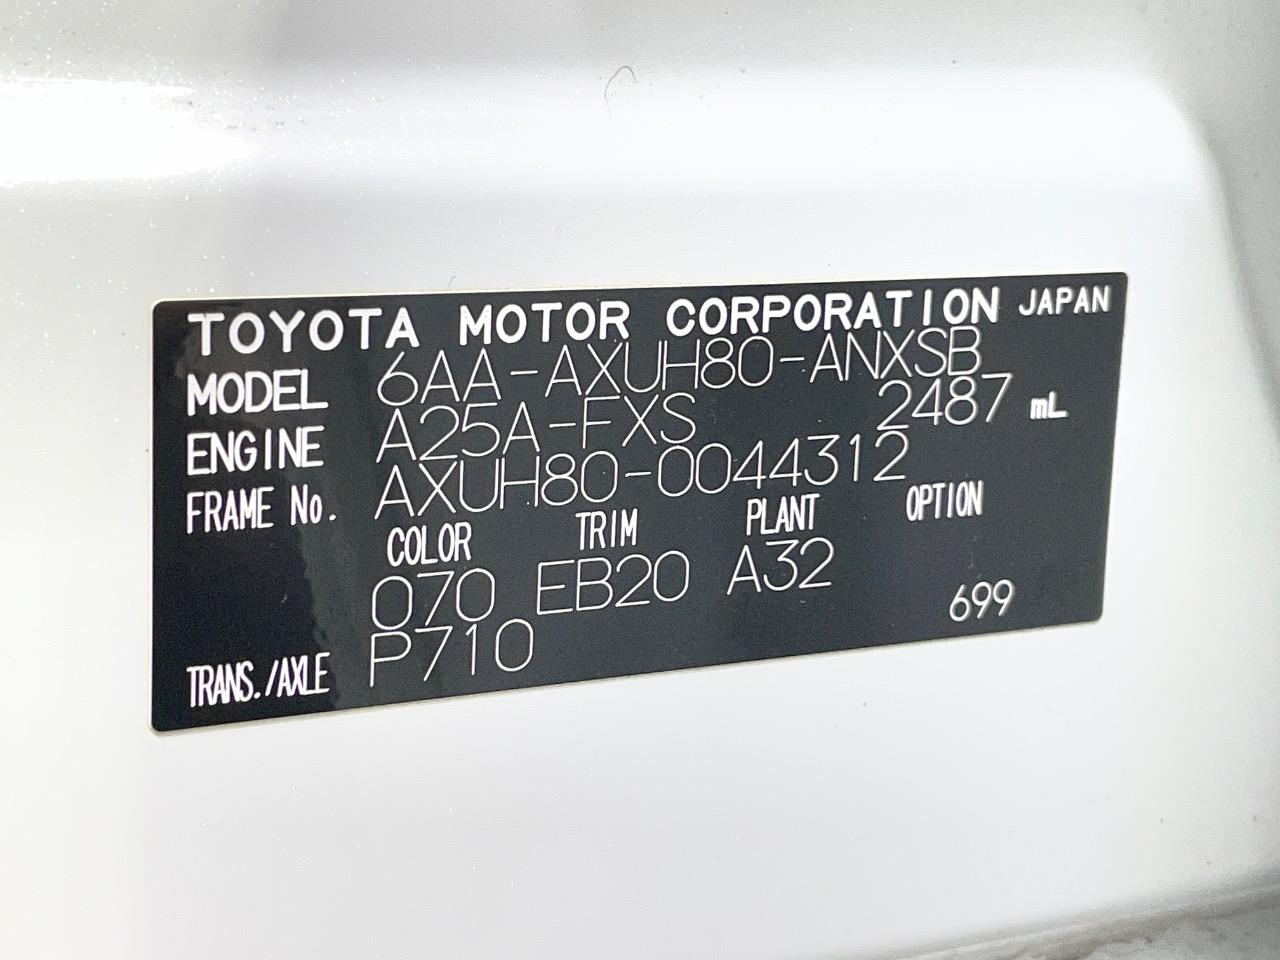 TOYOTA MOTOR CORPORATION JAPAN
MODEL 6AA-AXUH80-ANXSB
ENGINE A25A-FXS 2487 mL
FRAME No. AXUH80-0044312
COLOR TRIM PLANT OPTION
070 EB20 A32
TRANS./AXLE P710 699